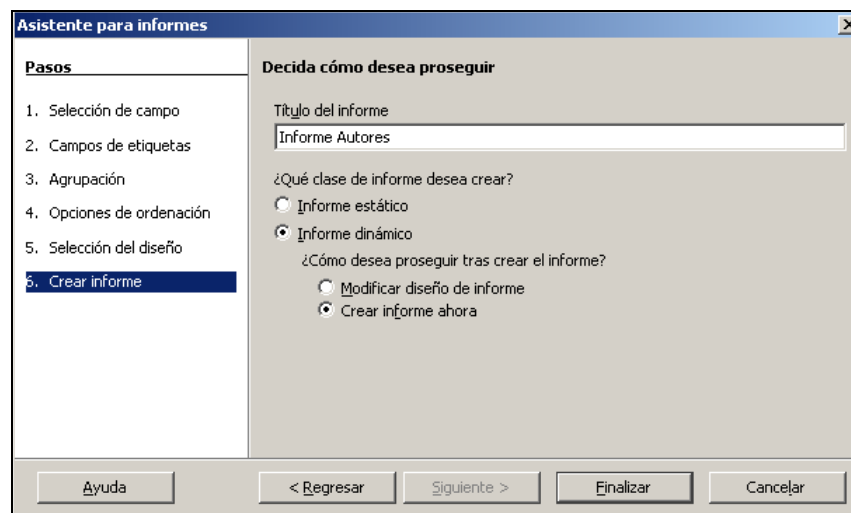 Asistente para informes
Pasos
1. Selección de campo
2. Campos de etiquetas
3. Agrupación
4. Opciones de ordenación
5. Selección del diseño
6. Crear informe
Decida cómo desea proseguir
Título del informe
Informe Autores
¿Qué clase de informe desea crear?
Informe estático
Informe dinámico
¿Cómo desea proseguir tras crear el informe?
Modificar diseño de informe
Crear informe ahora
Ayuda
< Regresar
Siguiente >
Finalizar
Cancelar